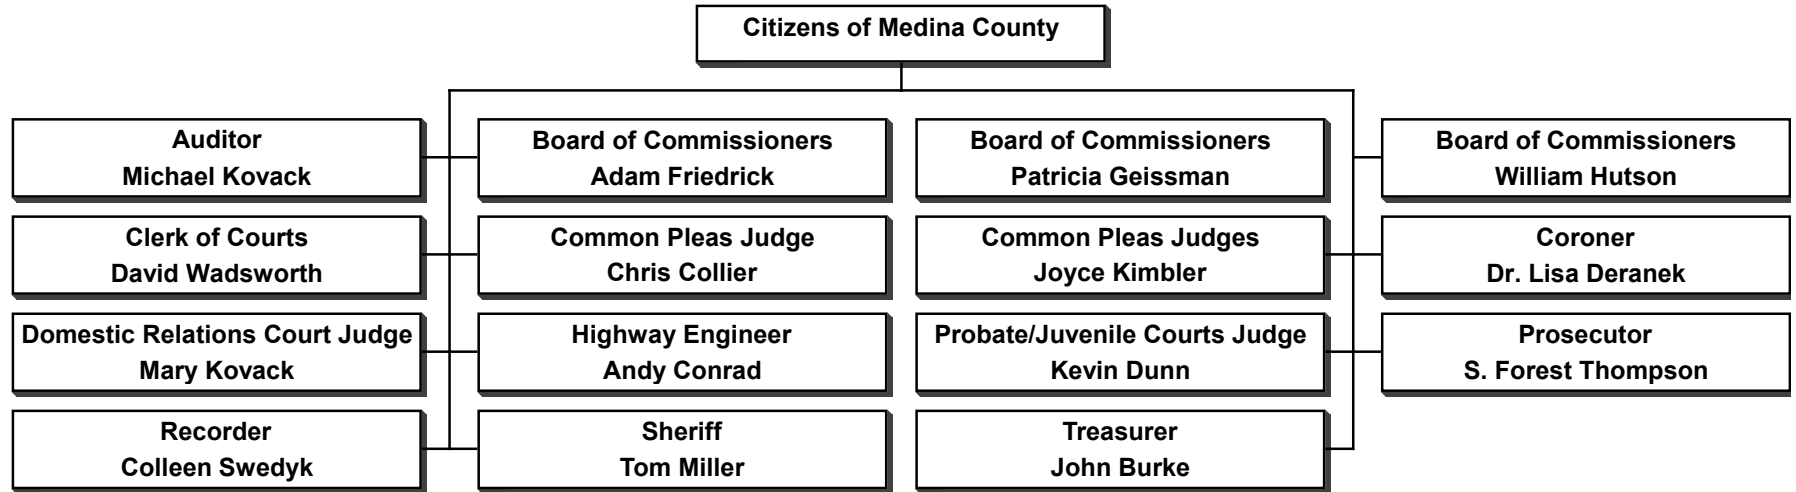 Citizens of Medina County
Auditor
Michael Kovack
Board of Commissioners
Adam Friedrick
Board of Commissioners
Patricia Geissman
Board of Commissioners
William Hutson
Clerk of Courts
David Wadsworth
Common Pleas Judge
Chris Collier
Common Pleas Judges
Joyce Kimbler
Coroner
Dr. Lisa Deranek
Domestic Relations Court Judge
Mary Kovack
Highway Engineer
Andy Conrad
Probate/Juvenile Courts Judge
Kevin Dunn
Prosecutor
S. Forest Thompson
Recorder
Colleen Swedyk
Sheriff
Tom Miller
Treasurer
John Burke